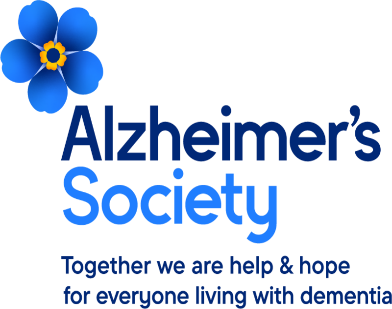 Alzheimer's
Society
Together we are help & hope
for everyone living with dementia